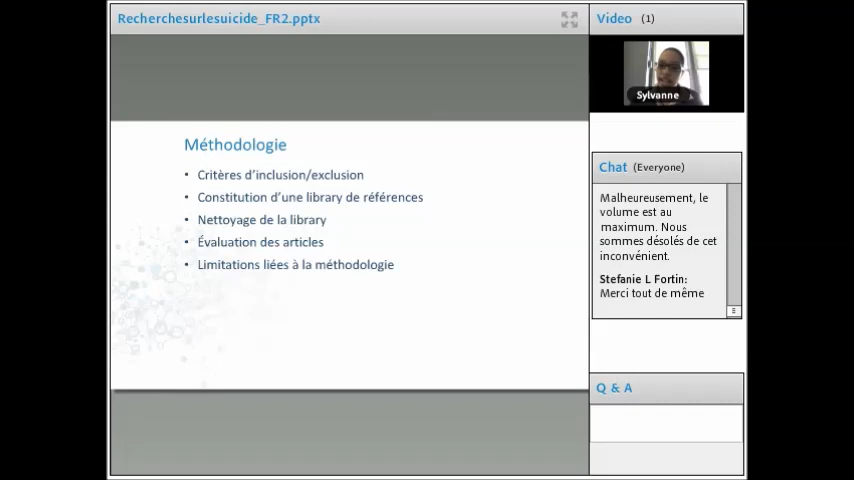 Recherchesurlesuicide_FR2.pptx
Méthodologie
• Critères d'inclusion/exclusion
• Constitution d'une library de références
• Nettoyage de la library
• Évaluation des articles
• Limitations liées à la méthodologie
Video (1)
Sylvanne
Chat (Everyone)
Malheureusement, le
volume est au
maximum. Nous
sommes désolés de cet
inconvénient.
Stefanie L Fortin:
Merci tout de même
Q & A